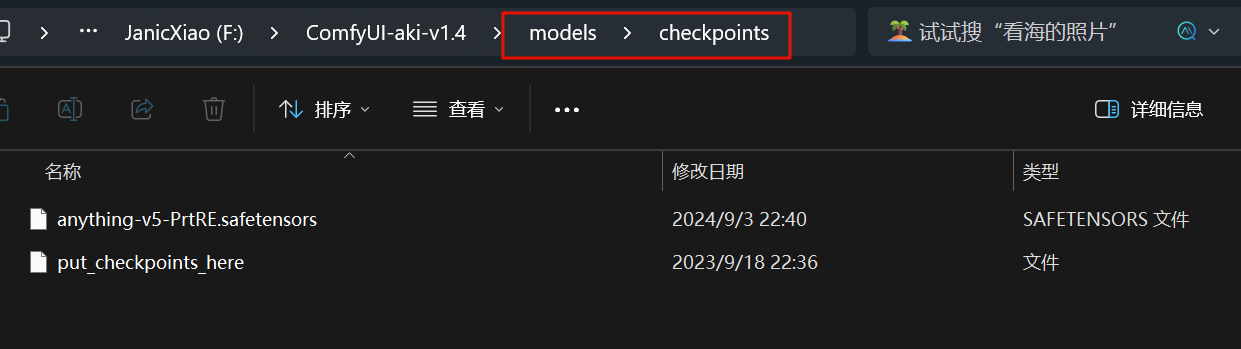 ··· JanicXiao (F:) ComfyUI-aki-v1.4 models checkpoints 试试搜“看海的照片”
排序 查看 ··· 详细信息
名称 修改日期 类型
anything-v5-PrtRE.safetensors 2024/9/3 22:40 SAFETENSORS 文件
put_checkpoints_here 2023/9/18 22:36 文件